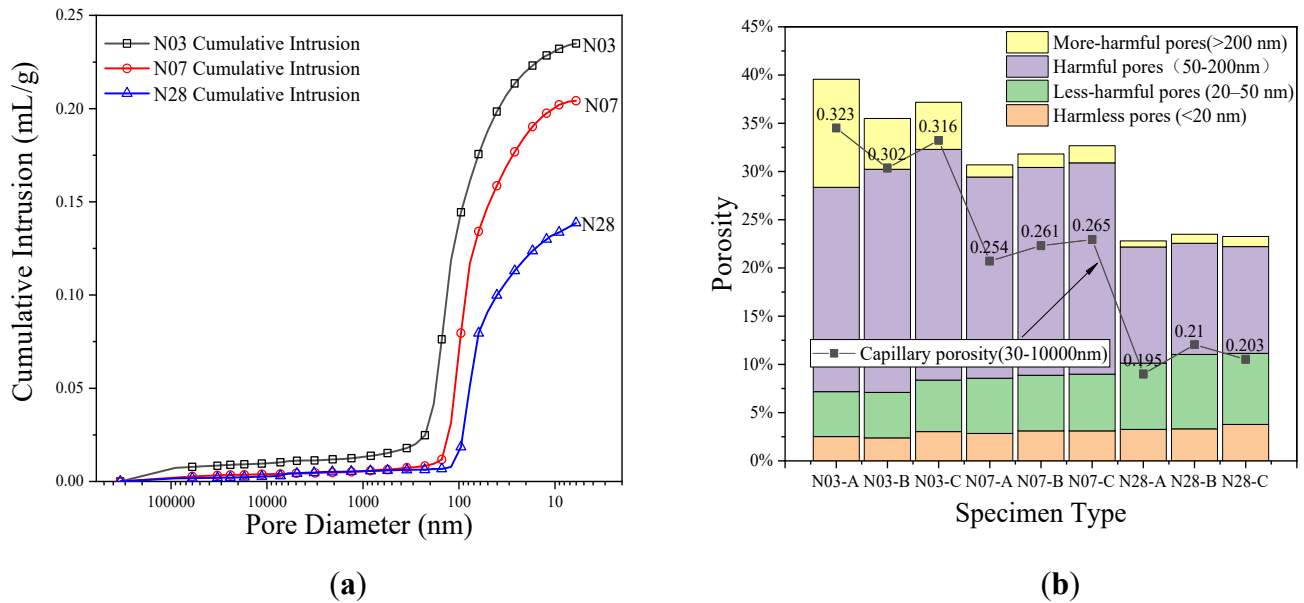 0.25
0.20
0.15
0.10
0.05
0.00
Cumulative Intrusion (mL/g)
N03 Cumulative Intrusion
N07 Cumulative Intrusion
N28 Cumulative Intrusion
N03
N07
N28
100000
10000
1000
100
10
Pore Diameter (nm)
(a)
45%
40%
35%
30%
25%
20%
15%
10%
5%
0%
Porosity
More-harmful pores(>200 nm)
Harmful pores（50-200nm）
Less-harmful pores (20–50 nm)
Harmless pores (<20 nm)
0.323
0.302
0.316
0.254
0.261
0.265
0.195
0.21
0.203
Capillary porosity(30-10000nm)
N03-A N03-B N03-C N07-A N07-B N07-C N28-A N28-B N28-C
Specimen Type
(b)